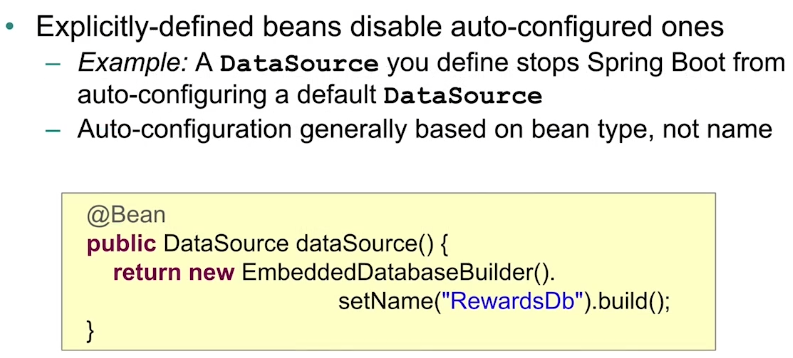 • Explicitly-defined beans disable auto-configured ones
– Example: A DataSource you define stops Spring Boot from
auto-configuring a default DataSource
– Auto-configuration generally based on bean type, not name
@Bean
public DataSource dataSource() {
return new EmbeddedDatabaseBuilder().
setName("RewardsDb").build();
}